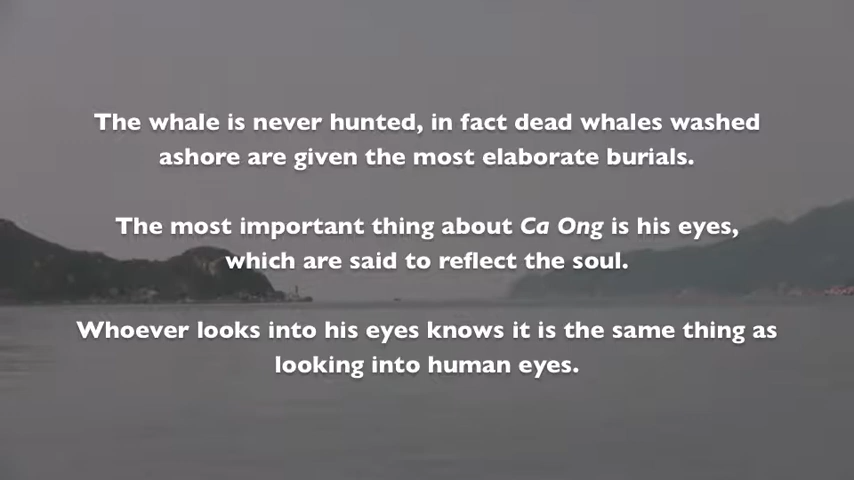 The whale is never hunted, in fact dead whales washed
ashore are given the most elaborate burials.
The most important thing about Ca Ong is his eyes,
which are said to reflect the soul.
Whoever looks into his eyes knows it is the same thing as
looking into human eyes.